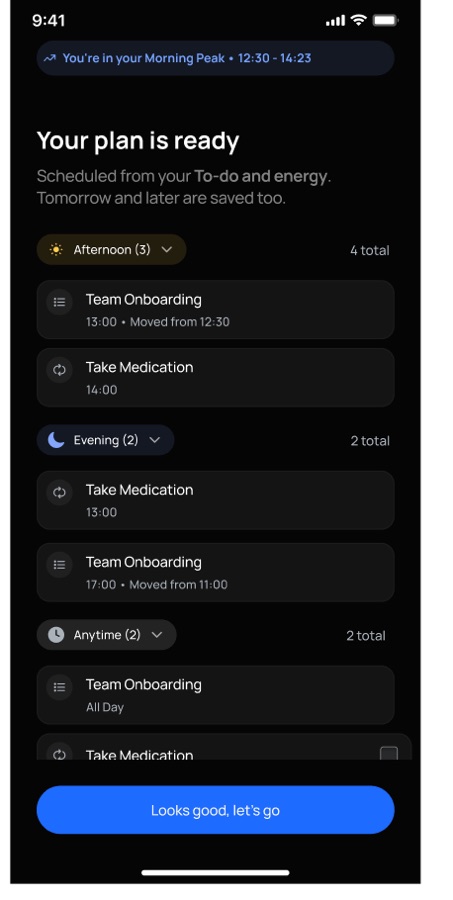 9:41
You're in your Morning Peak • 12:30 - 14:23
Your plan is ready
Scheduled from your To-do and energy.
Tomorrow and later are saved too.
Afternoon (3)
4 total
Team Onboarding
13:00 • Moved from 12:30
Take Medication
14:00
Evening (2)
2 total
Take Medication
13:00
Team Onboarding
17:00 • Moved from 11:00
Anytime (2)
2 total
Team Onboarding
All Day
Take Medication
Looks good, let's go